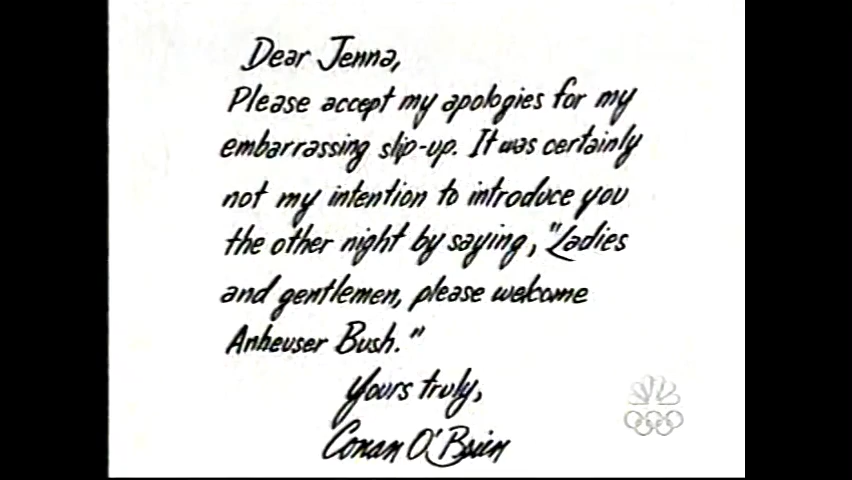 Dear Jenna,
Please accept my apologies for my
embarrassing slip-up. It was certainly
not my intention to introduce you
the other night by saying, "Ladies
and gentlemen, please welcome
Anheuser Bush."
Yours truly,
Conan O'Brien